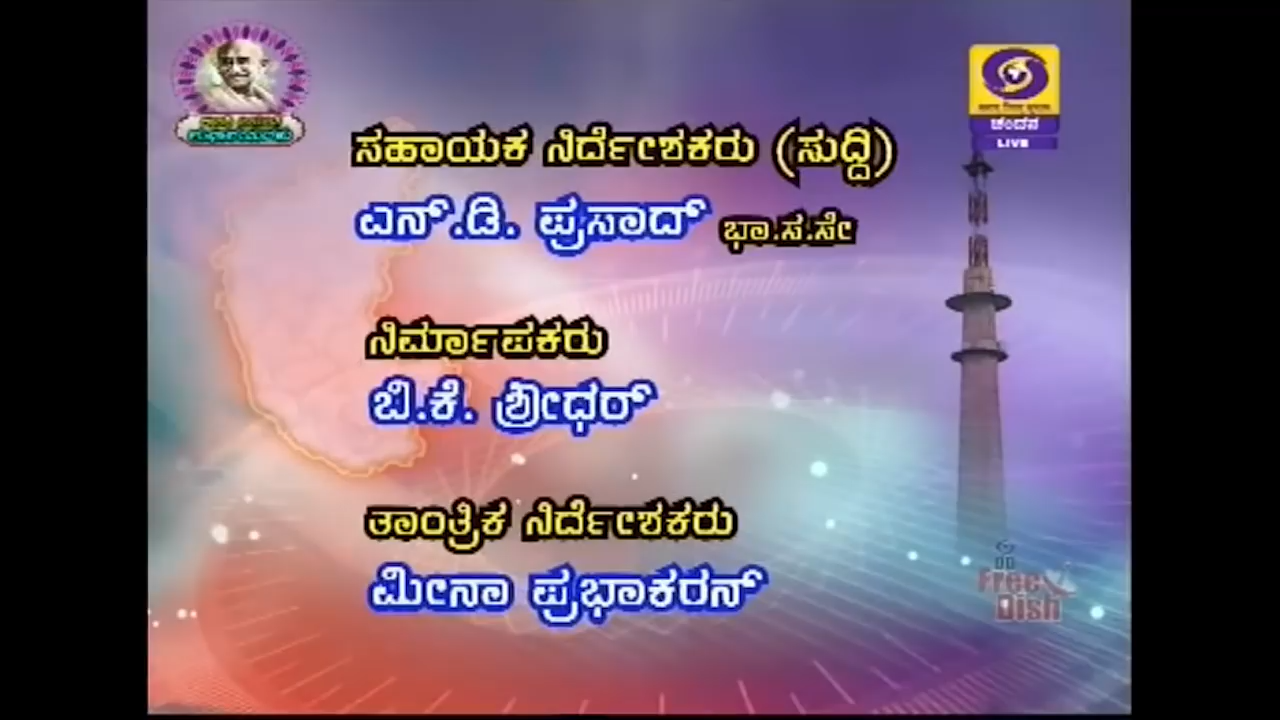 ಸಹಾಯಕ ನಿರ್ದೇಶಕರು (ಸುದ್ದಿ)
ಎನ್.ಡಿ. ಪ್ರಸಾದ್ ಭಾ.ಸ.ಸೇ
ನಿರ್ಮಾಪಕರು
ಬಿ.ಕೆ. ಶ್ರೀಧರ್
ತಾಂತ್ರಿಕ ನಿರ್ದೇಶಕರು
ಮೀನಾ ಪ್ರಭಾಕರನ್
ಚಂದನ
LIVE
DD
Free
Dish